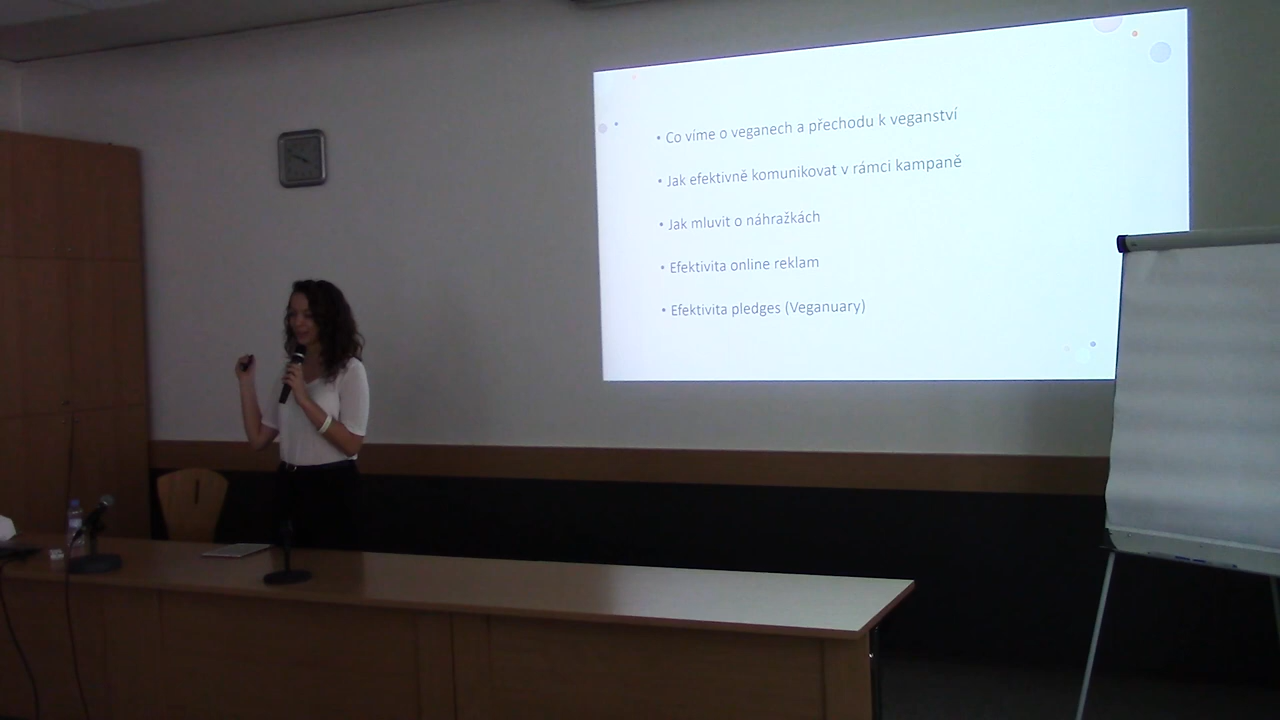 • Co víme o veganech a přechodu k veganství
• Jak efektivně komunikovat v rámci kampaně
• Jak mluvit o náhražkách
• Efektivita online reklam
• Efektivita pledges (Veganuary)